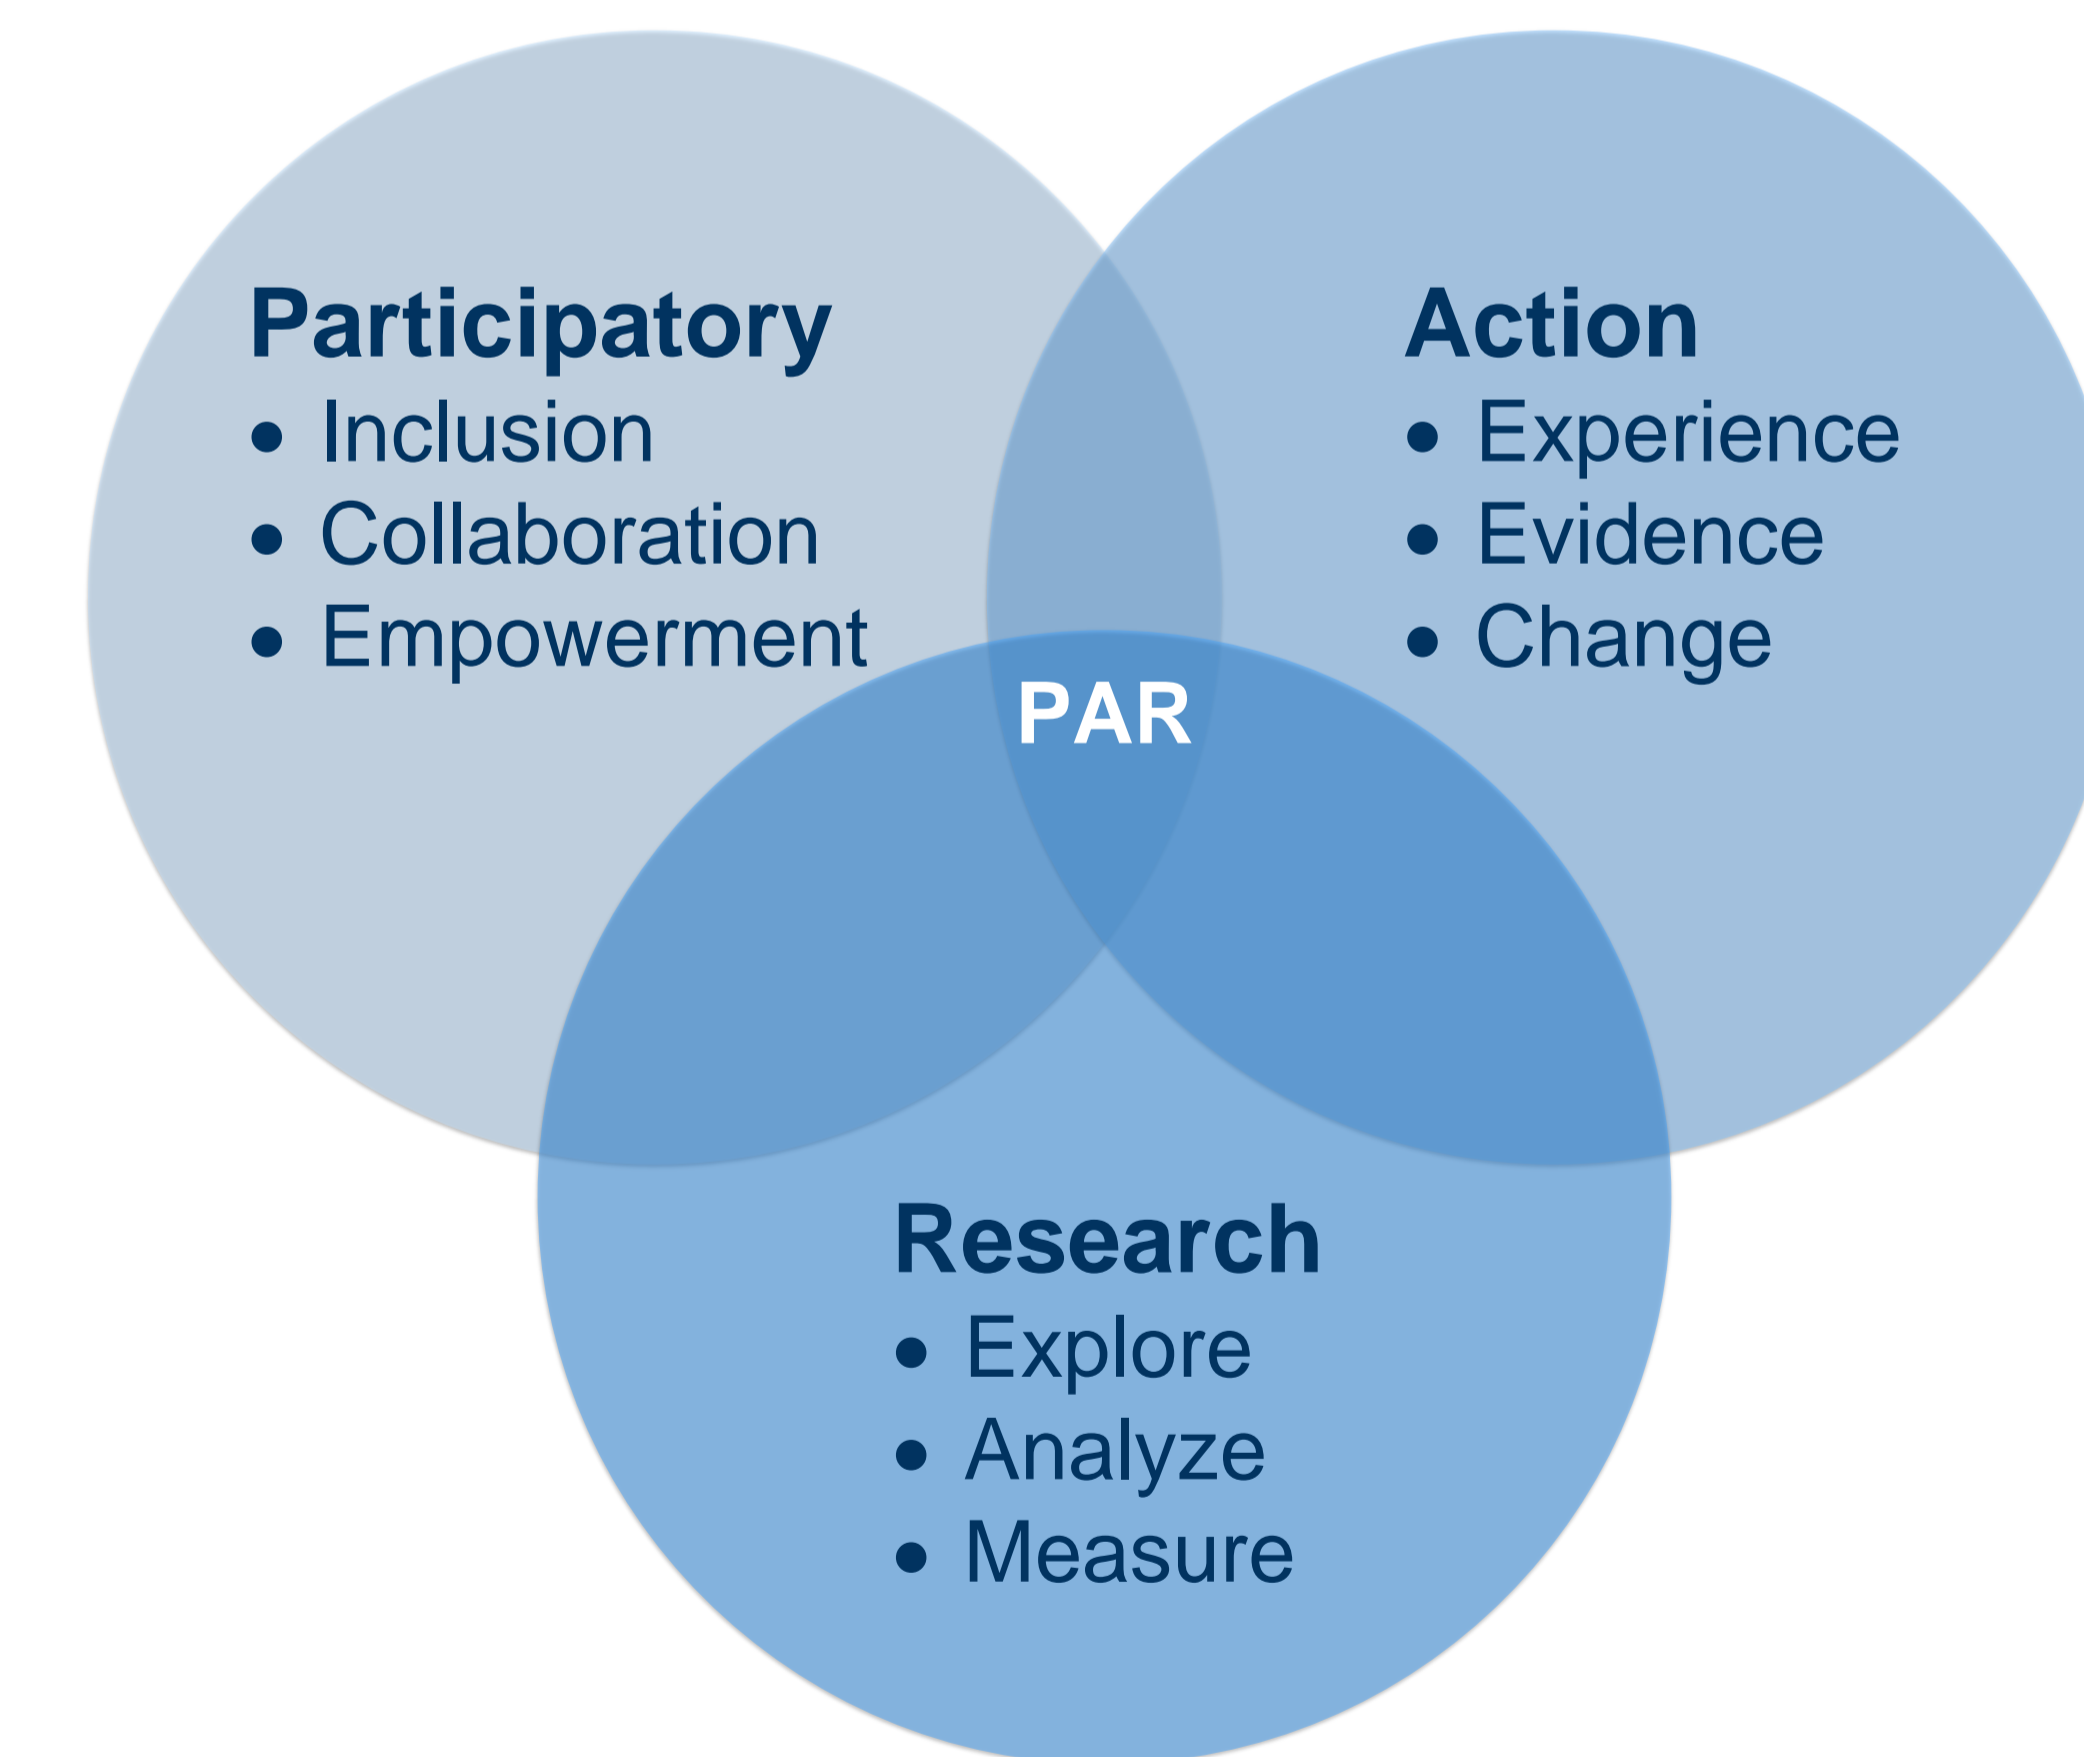 Participatory
• Inclusion
• Collaboration
• Empowerment
Action
• Experience
• Evidence
• Change
PAR
Research
• Explore
• Analyze
• Measure